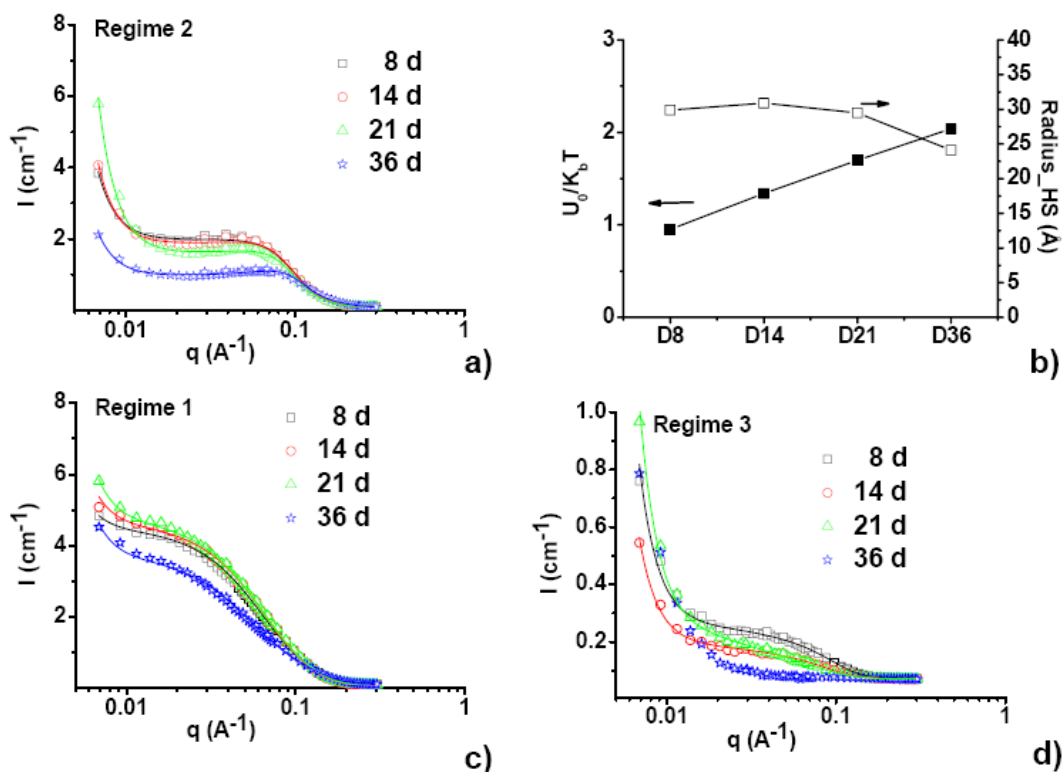 8
Regime 2
8 d
14 d
21 d
36 d
6
4
2
I (cm⁻¹)
0.01
0.1
1
q (A⁻¹)
a)
3
2
1
0
U₀/K_bT
40
35
30
25
20
15
10
5
0
Radius_HS (Å)
D8
D14
D21
D36
b)
8
Regime 1
8 d
14 d
21 d
36 d
6
4
2
I (cm⁻¹)
0.01
0.1
1
q (A⁻¹)
c)
1.0
Regime 3
8 d
14 d
21 d
36 d
0.8
0.6
0.4
0.2
I (cm⁻¹)
0.01
0.1
1
q (A⁻¹)
d)